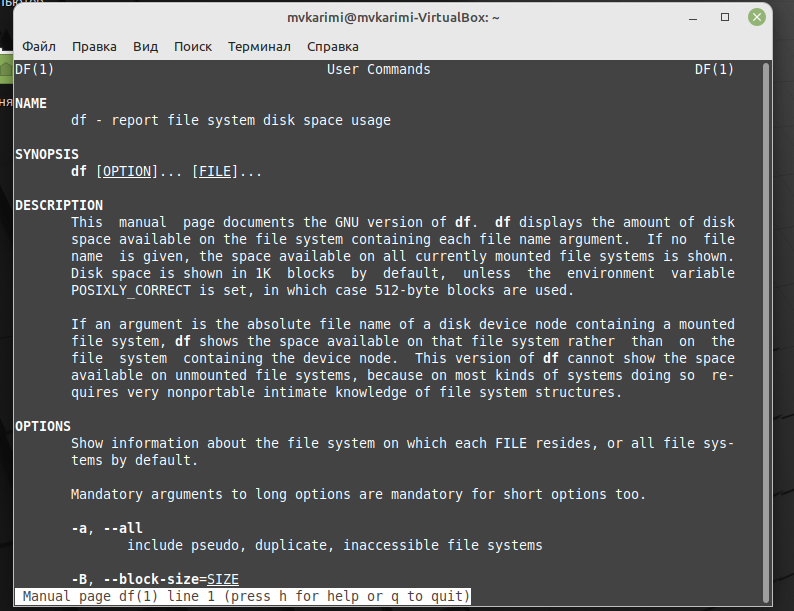 mvkarimi@mvkarimi-VirtualBox: ~
Файл Правка Вид Поиск Терминал Справка
DF(1) User Commands DF(1)
NAME
df - report file system disk space usage
SYNOPSIS
df [OPTION]... [FILE]...
DESCRIPTION
This manual page documents the GNU version of df. df displays the amount of disk
space available on the file system containing each file name argument. If no file
name is given, the space available on all currently mounted file systems is shown.
Disk space is shown in 1K blocks by default, unless the environment variable
POSIXLY_CORRECT is set, in which case 512-byte blocks are used.
If an argument is the absolute file name of a disk device node containing a mounted
file system, df shows the space available on that file system rather than on the
file system containing the device node. This version of df cannot show the space
available on unmounted file systems, because on most kinds of systems doing so re-
quires very nonportable intimate knowledge of file system structures.
OPTIONS
Show information about the file system on which each FILE resides, or all file sys-
tems by default.
Mandatory arguments to long options are mandatory for short options too.
-a, --all
include pseudo, duplicate, inaccessible file systems
-B, --block-size=SIZE
Manual page df(1) line 1 (press h for help or q to quit)